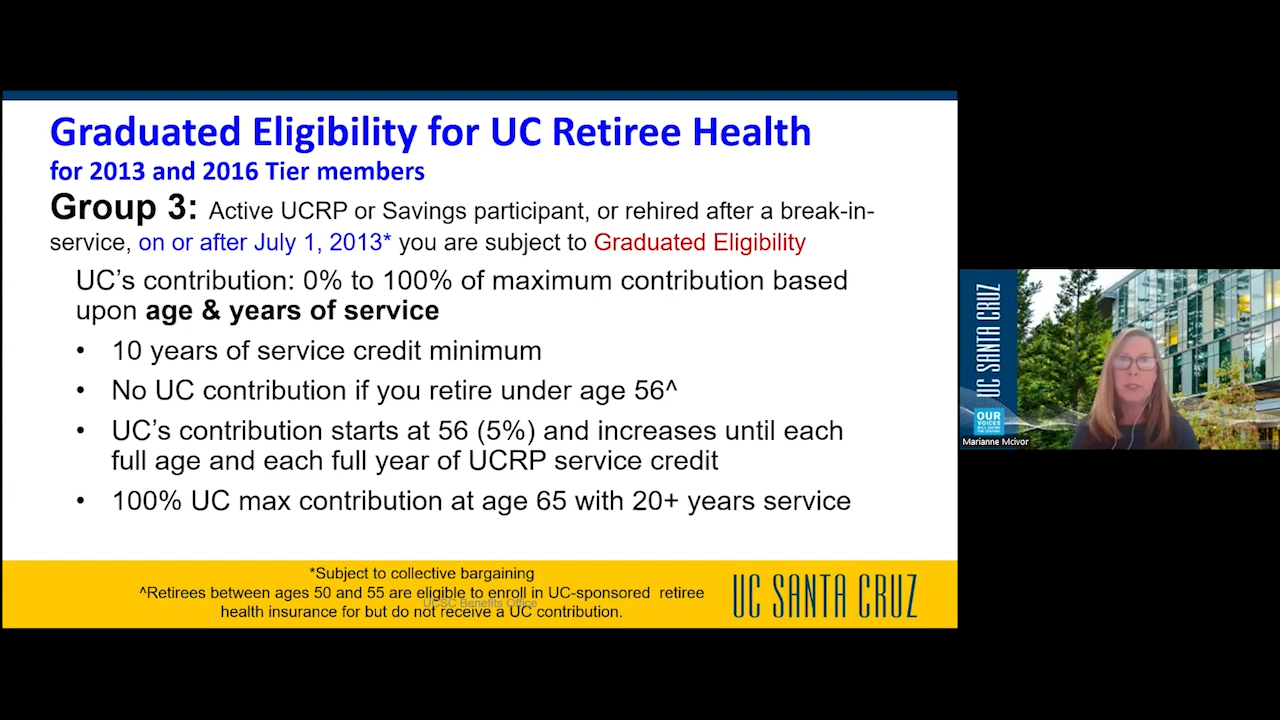 Graduated Eligibility for UC Retiree Health
for 2013 and 2016 Tier members
Group 3: Active UCRP or Savings participant, or rehired after a break-in-
service, on or after July 1, 2013* you are subject to Graduated Eligibility
UC’s contribution: 0% to 100% of maximum contribution based
upon age & years of service
• 10 years of service credit minimum
• No UC contribution if you retire under age 56^
• UC’s contribution starts at 56 (5%) and increases until each
full age and each full year of UCRP service credit
• 100% UC max contribution at age 65 with 20+ years service
*Subject to collective bargaining
^Retirees between ages 50 and 55 are eligible to enroll in UC-sponsored retiree
health insurance for but do not receive a UC contribution.
UCSC Benefits Office
UC SANTA CRUZ
UC SANTA CRUZ
OUR
VOICES
Marianne Mcivor